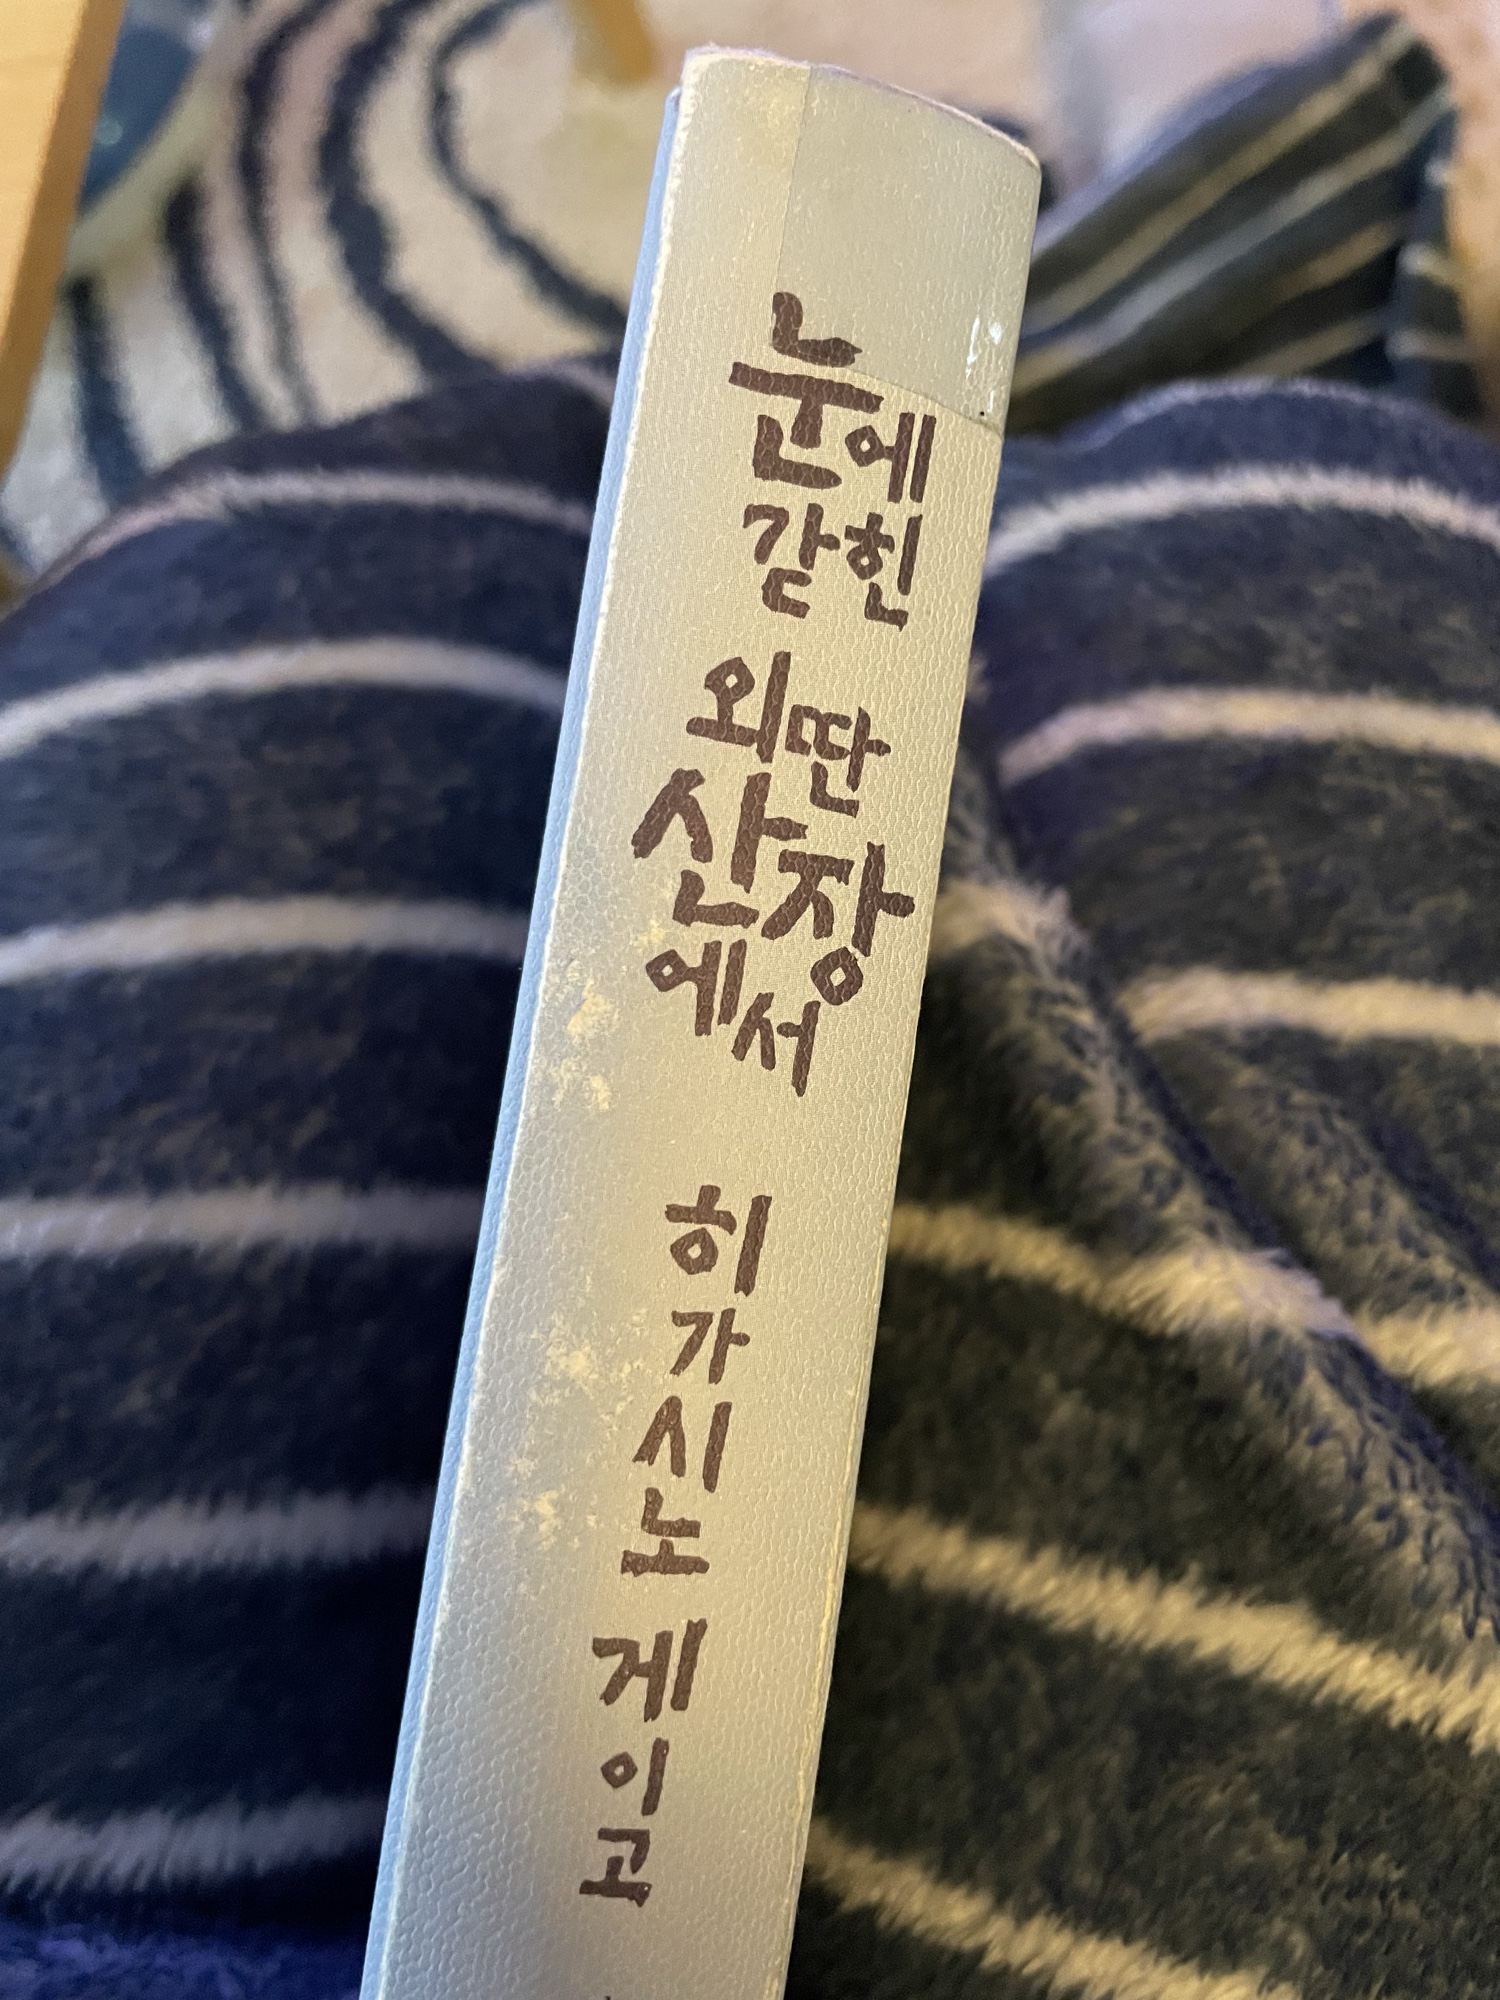 눈에
갇힌
외딴
산장
에서
히가시노 게이고